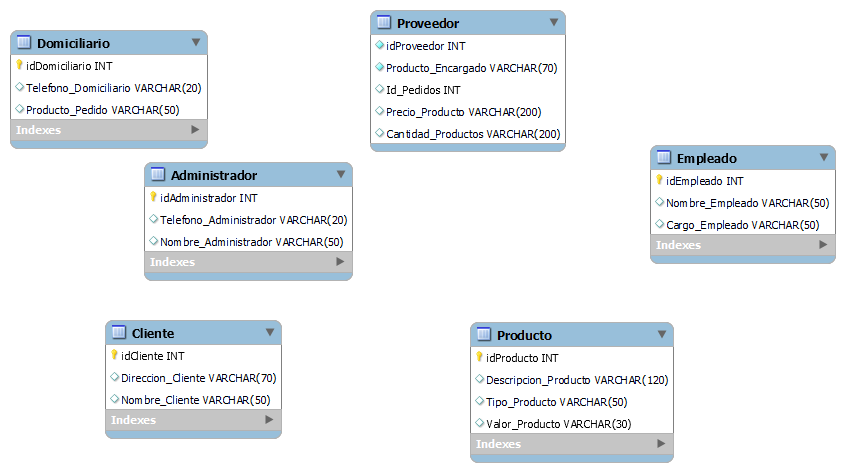 Domiciliario
idDomiciliario INT
Telefono_Domiciliario VARCHAR(20)
Producto_Pedido VARCHAR(50)
Indexes
Proveedor
idProveedor INT
Producto_Encargado VARCHAR(70)
Id_Pedidos INT
Precio_Producto VARCHAR(200)
Cantidad_Productos VARCHAR(200)
Administrador
idAdministrador INT
Telefono_Administrador VARCHAR(20)
Nombre_Administrador VARCHAR(50)
Indexes
Empleado
idEmpleado INT
Nombre_Empleado VARCHAR(50)
Cargo_Empleado VARCHAR(50)
Indexes
Cliente
idCliente INT
Direccion_Cliente VARCHAR(70)
Nombre_Cliente VARCHAR(50)
Indexes
Producto
idProducto INT
Descripcion_Producto VARCHAR(120)
Tipo_Producto VARCHAR(50)
Valor_Producto VARCHAR(30)
Indexes